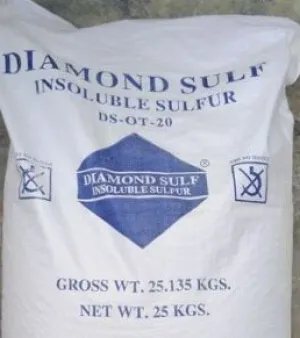 DIAMOND SULF
INSOLUBLE SULFUR
DS-OT-20
®
DIAMOND SULF
INSOLUBLE SULFUR
GROSS WT. 25.135 KGS.
NET WT. 25 KGS.